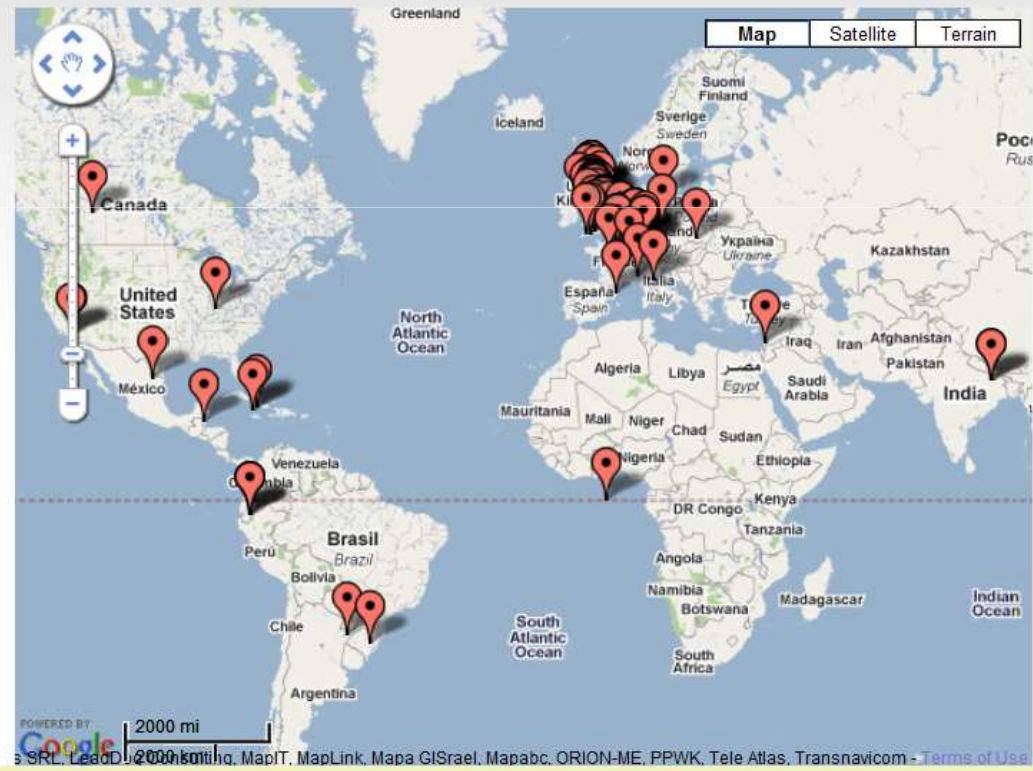 Greenland
Map
Satellite
Terrain
Suomi
Finland
Iceland
Sverige
Sweden
Canada
Україна
Ukraine
Kazakhstan
United
States
España
Spain
Italia
Italy
North
Atlantic
Ocean
México
Algeria
Libya
مصر
Egypt
Iraq
Iran
Afghanistan
Pakistan
Saudi
Arabia
India
Mauritania
Mali
Niger
Chad
Sudan
Nigeria
Ethiopia
Venezuela
Kenya
DR Congo
Tanzania
Brasil
Brazil
Perú
Bolivia
Angola
Namibia
Botswana
Madagascar
Indian
Ocean
Chile
South
Atlantic
Ocean
South
Africa
Argentina
POWERED BY
Google
2000 mi
2000 km
MapIT, MapLink, Mapa GISrael, Mapabc, ORION-ME, PPWK, Tele Atlas, Transnavicom - Terms of Use